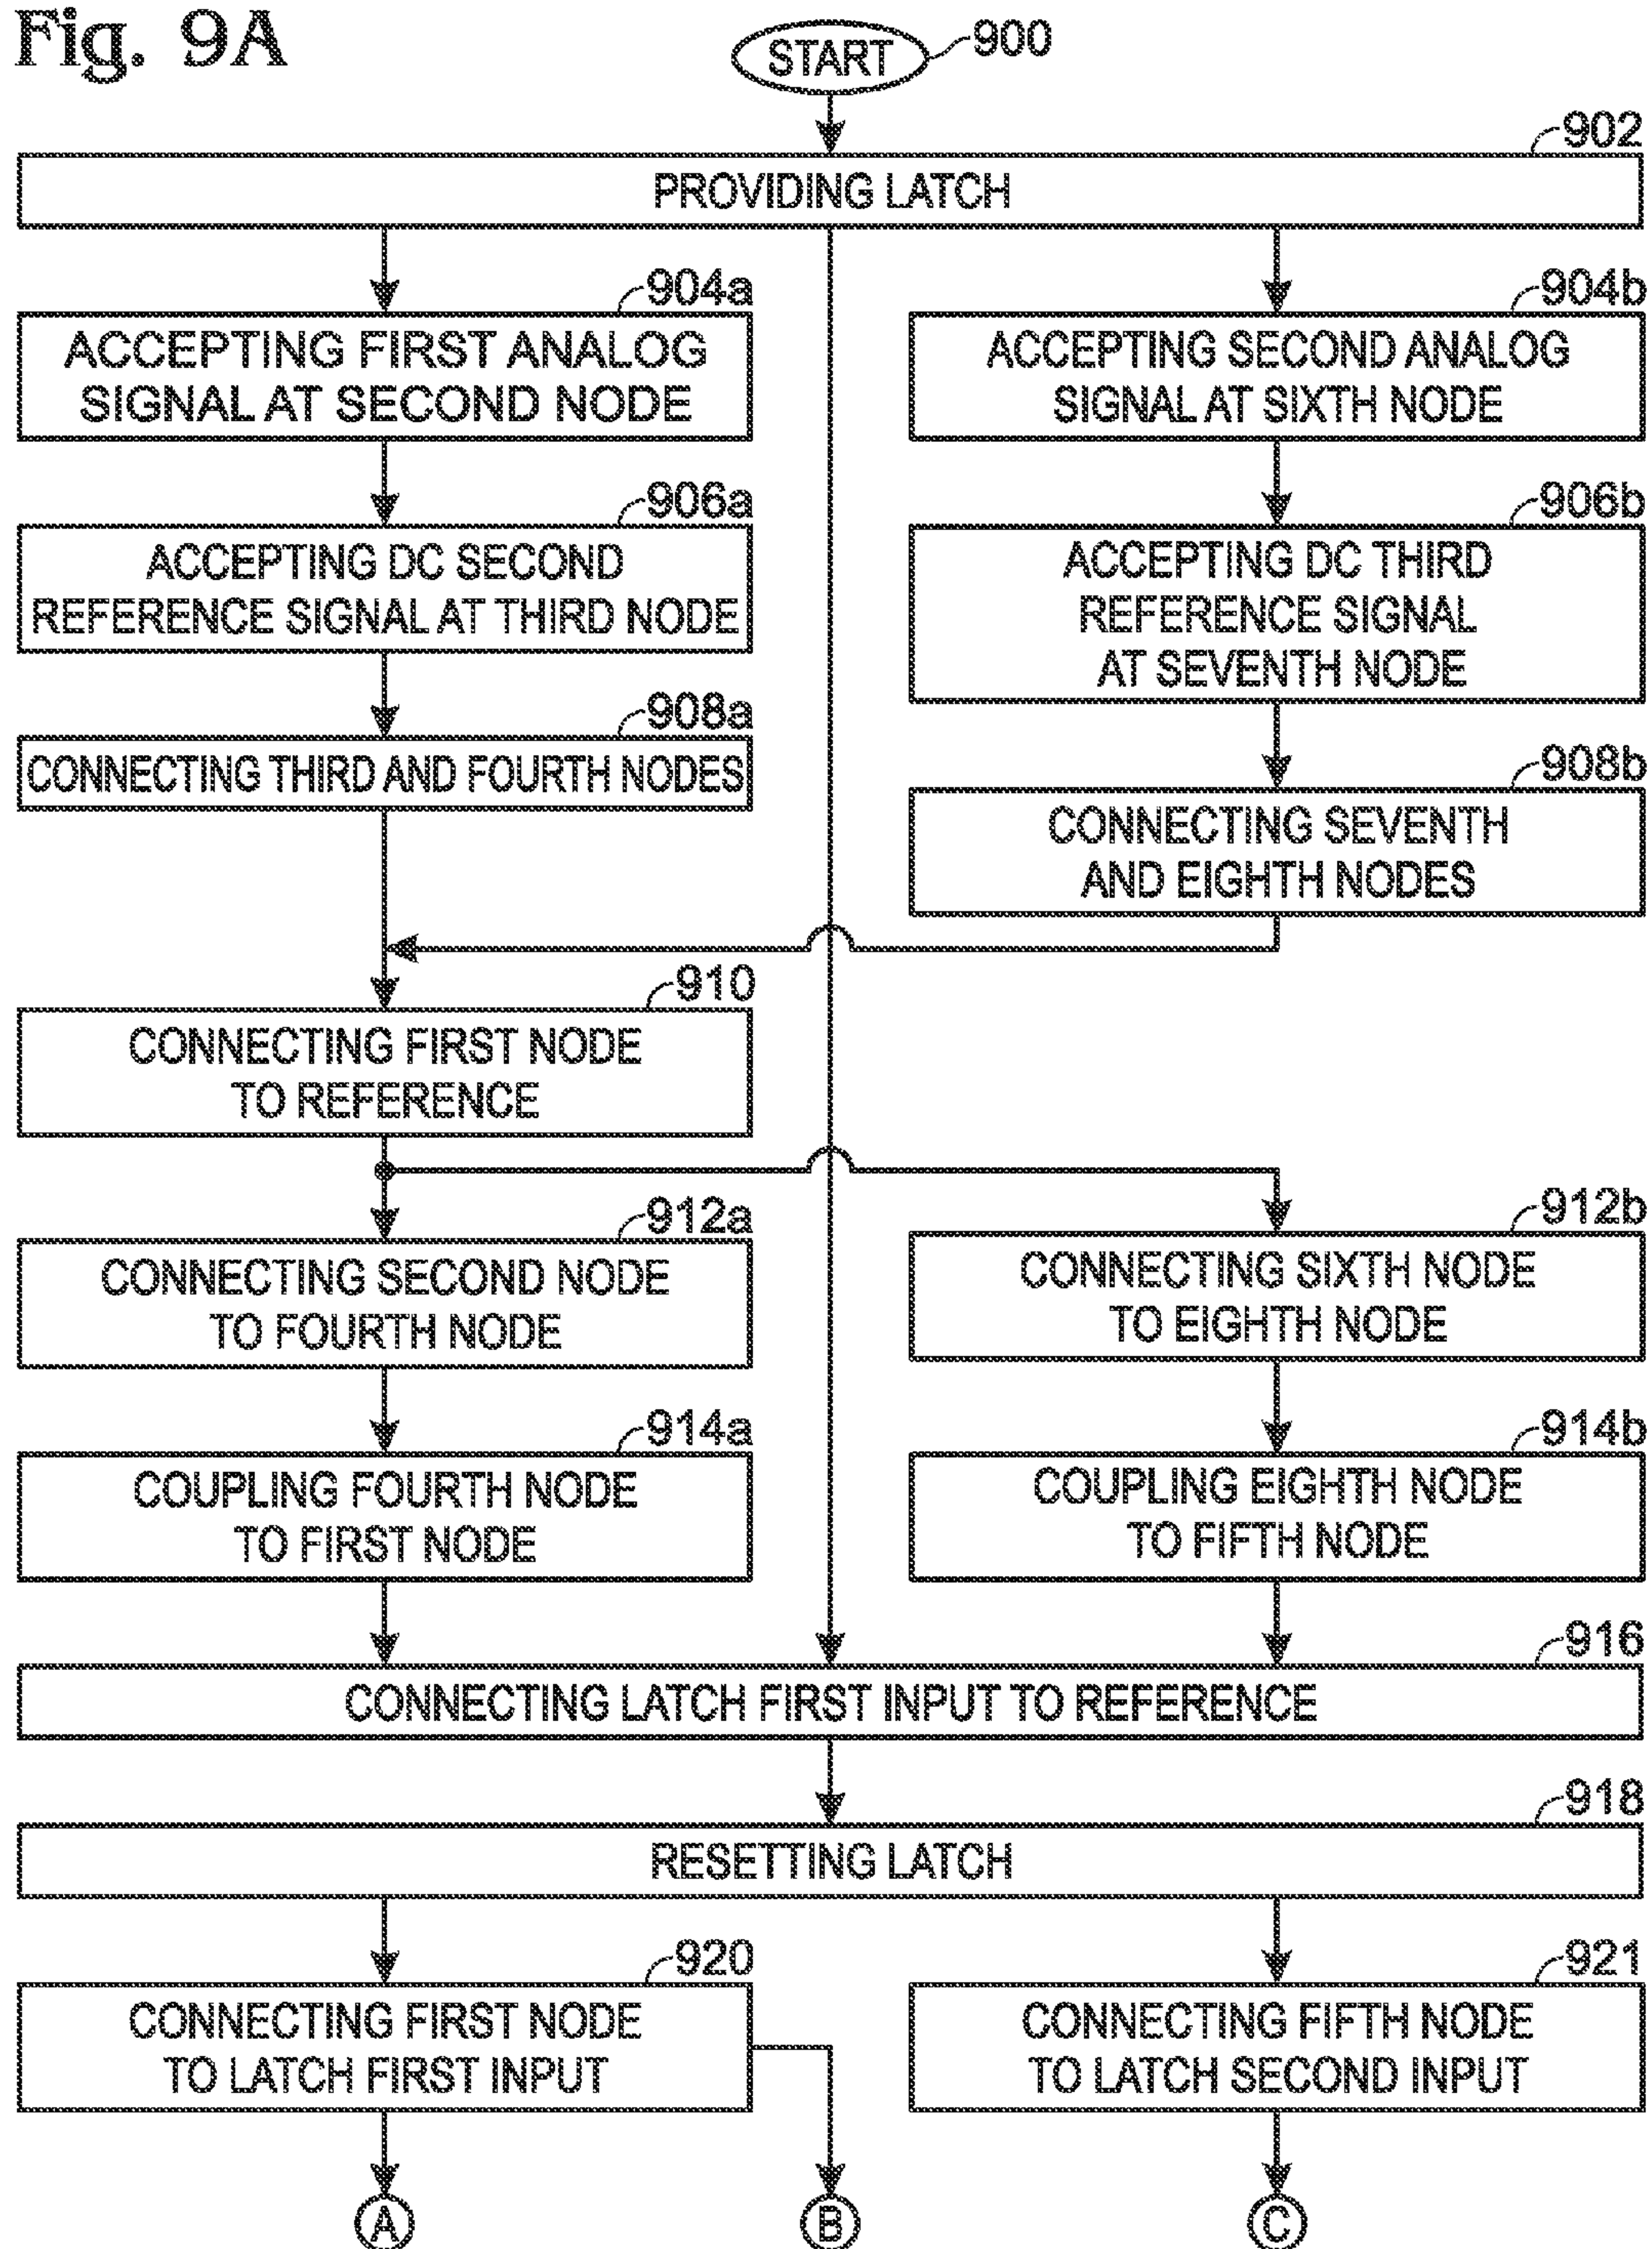 Fig. 9A
START
900
902
PROVIDING LATCH
904a
ACCEPTING FIRST ANALOG
SIGNAL AT SECOND NODE
904b
ACCEPTING SECOND ANALOG
SIGNAL AT SIXTH NODE
906a
ACCEPTING DC SECOND
REFERENCE SIGNAL AT THIRD NODE
906b
ACCEPTING DC THIRD
REFERENCE SIGNAL
AT SEVENTH NODE
908a
CONNECTING THIRD AND FOURTH NODES
908b
CONNECTING SEVENTH
AND EIGHTH NODES
910
CONNECTING FIRST NODE
TO REFERENCE
912a
CONNECTING SECOND NODE
TO FOURTH NODE
912b
CONNECTING SIXTH NODE
TO EIGHTH NODE
914a
COUPLING FOURTH NODE
TO FIRST NODE
914b
COUPLING EIGHTH NODE
TO FIFTH NODE
916
CONNECTING LATCH FIRST INPUT TO REFERENCE
918
RESETTING LATCH
920
CONNECTING FIRST NODE
TO LATCH FIRST INPUT
921
CONNECTING FIFTH NODE
TO LATCH SECOND INPUT
A
B
C